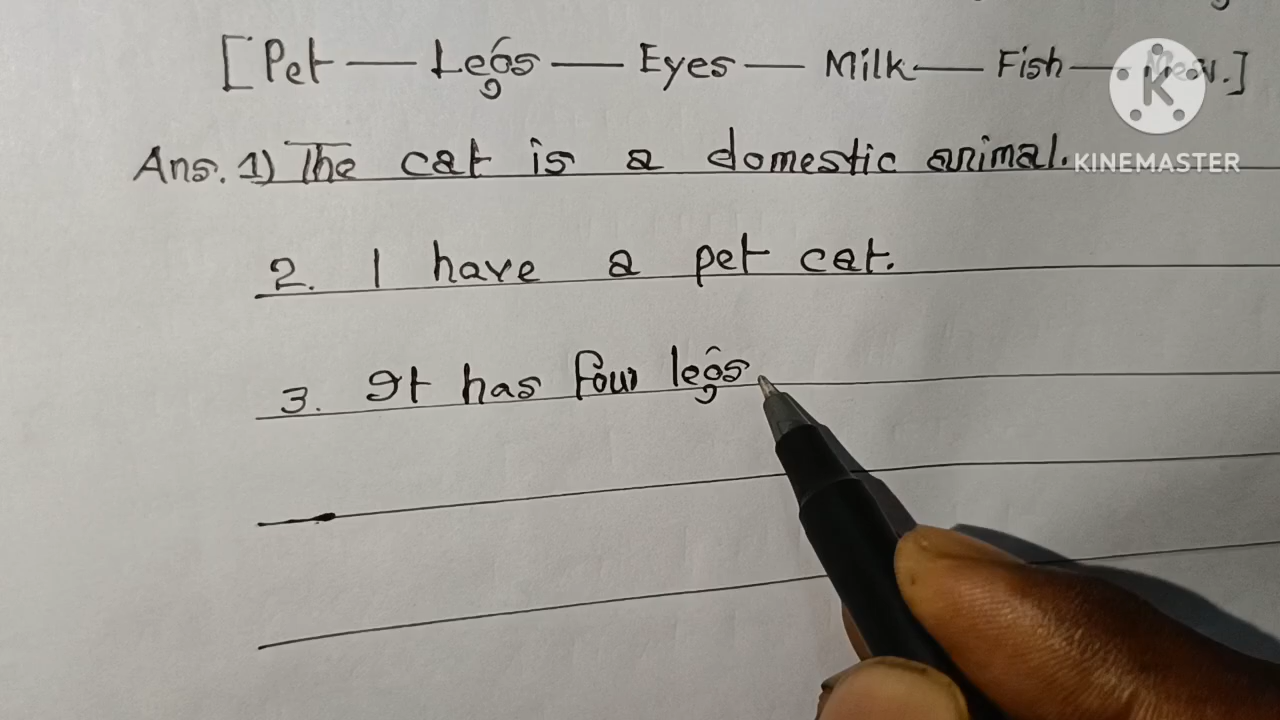 [Pet — Legs — Eyes — Milk — Fish —
KINEMASTER
Ans. 1) The cat is a domestic animal.
2. I have a pet cat.
3. It has four legs